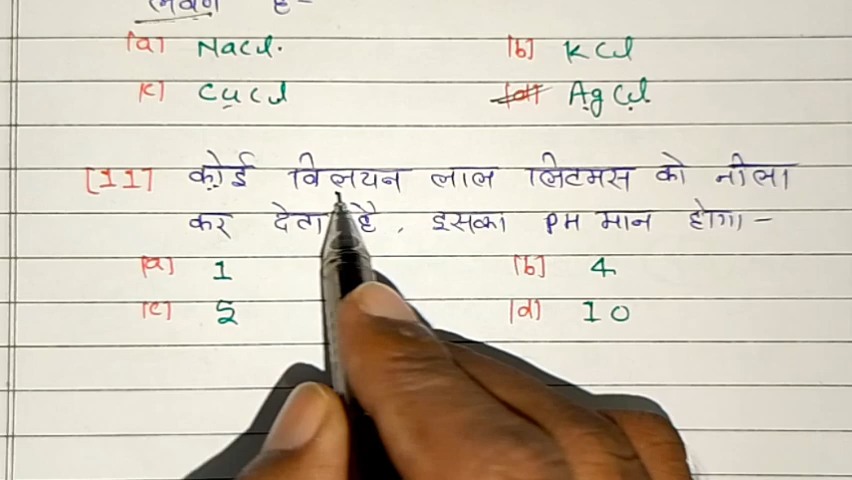 है-
[a] Nacl.
[b] Kcl
[c] Cucl
[d] Agcl
[11] कोई विलयन लाल लिटमस को नीला
कर देता है, इसका PH मान होगा-
[a] 1
[b] 4
[c] 5
[d] 10